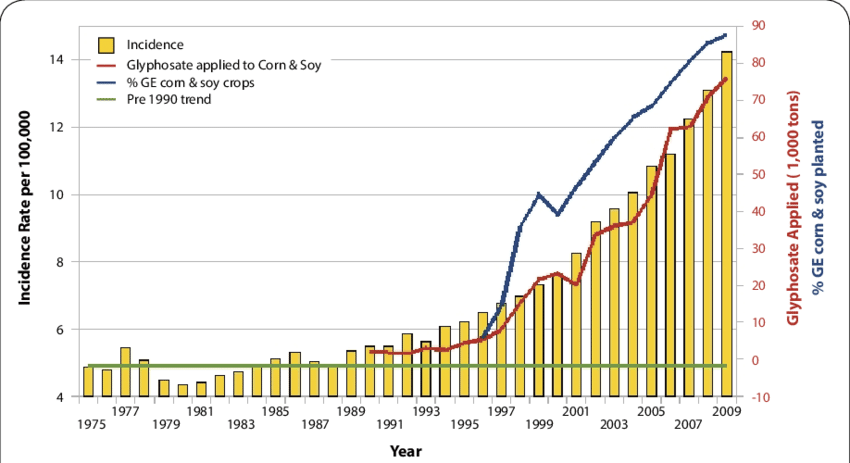 Incidence
Glyphosate applied to Corn & Soy
% GE corn & soy crops
Pre 1990 trend
Incidence Rate per 100,000
14
12
10
8
6
4
90
80
70
60
50
40
30
20
10
0
-10
Glyphosate Applied ( 1,000 tons)
% GE corn & soy planted
1977 1981 1985 1989 1993 1997 2001 2005 2009
1975 1979 1983 1987 1991 1995 1999 2003 2007
Year